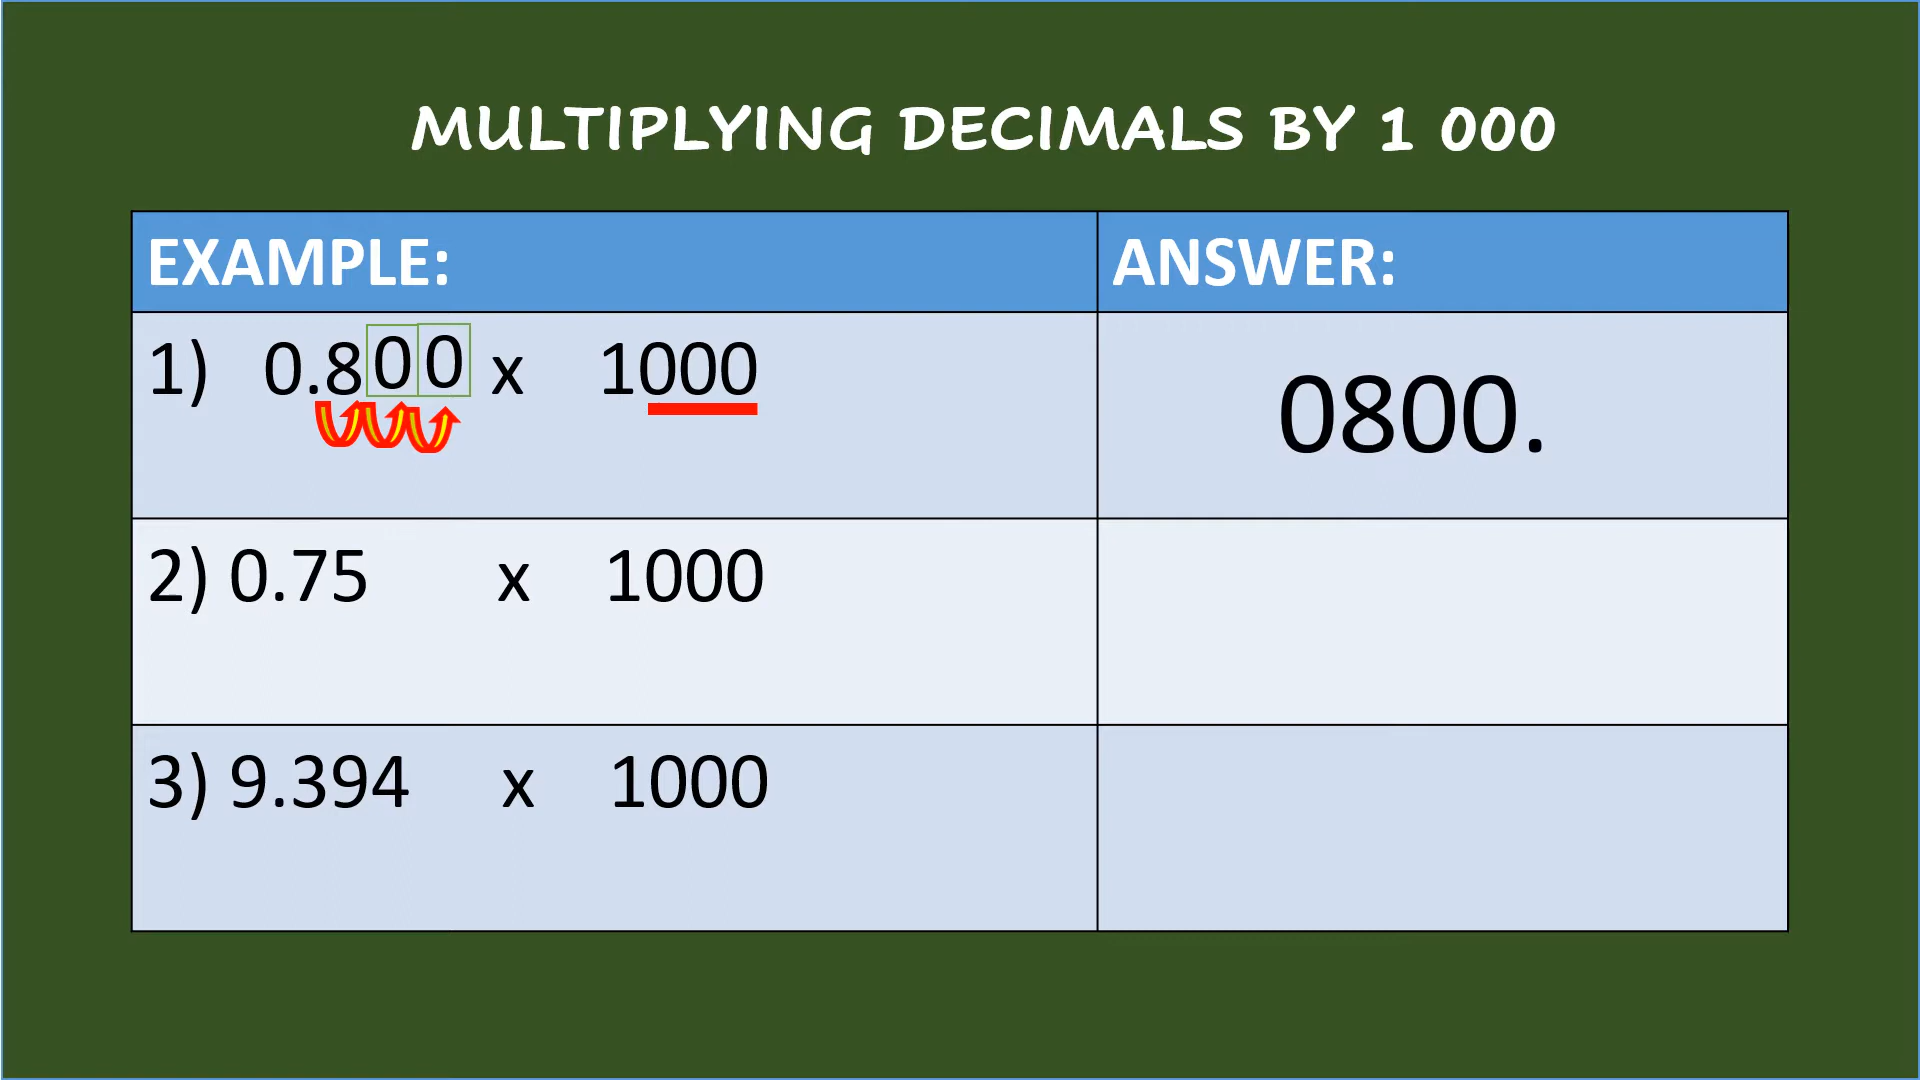 MULTIPLYING DECIMALS BY 1 000
EXAMPLE: ANSWER:
1) 0.800 x 1000 0800.
2) 0.75 x 1000
3) 9.394 x 1000